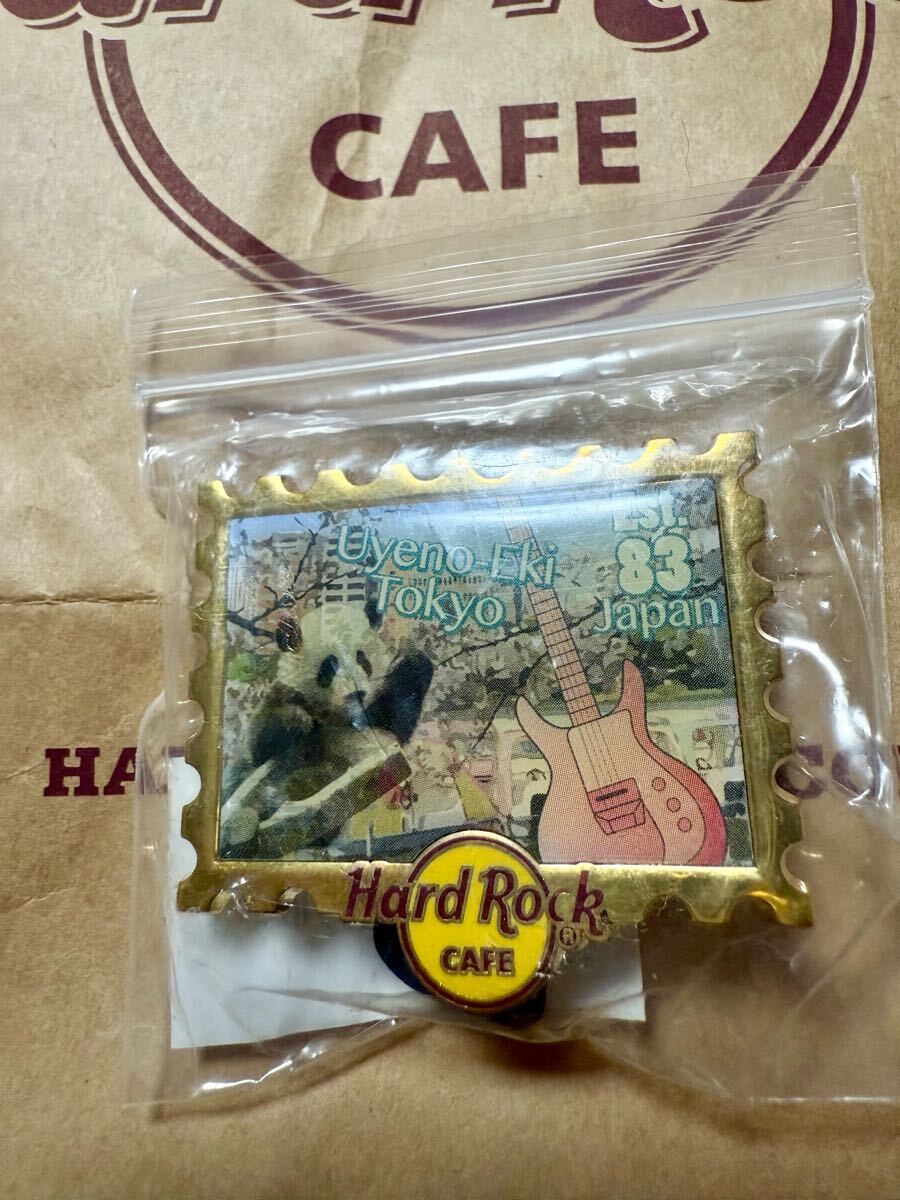 CAFE
Uyeno-Eki
Tokyo
Est.
83
Japan
Hard Rock
®
CAFE